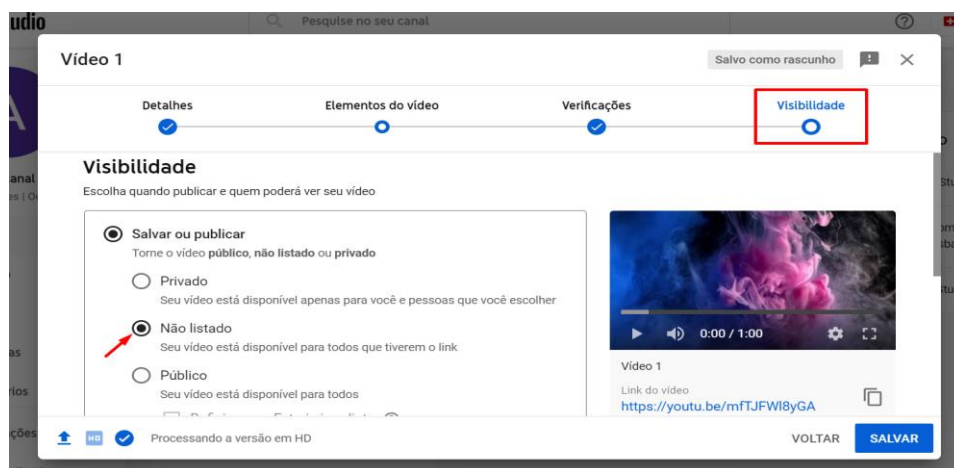 udio
Pesquise no seu canal
Vídeo 1
Salvo como rascunho
Detalhes
Elementos do vídeo
Verificações
Visibilidade
Visibilidade
Escolha quando publicar e quem poderá ver seu vídeo
Salvar ou publicar
Torne o vídeo público, não listado ou privado
Privado
Seu vídeo está disponível apenas para você e pessoas que você escolher
Não listado
Seu vídeo está disponível para todos que tiverem o link
Público
Seu vídeo está disponível para todos
0:00 / 1:00
Vídeo 1
Link do vídeo
https://youtu.be/mfTJFWl8yGA
HD
Processando a versão em HD
VOLTAR
SALVAR